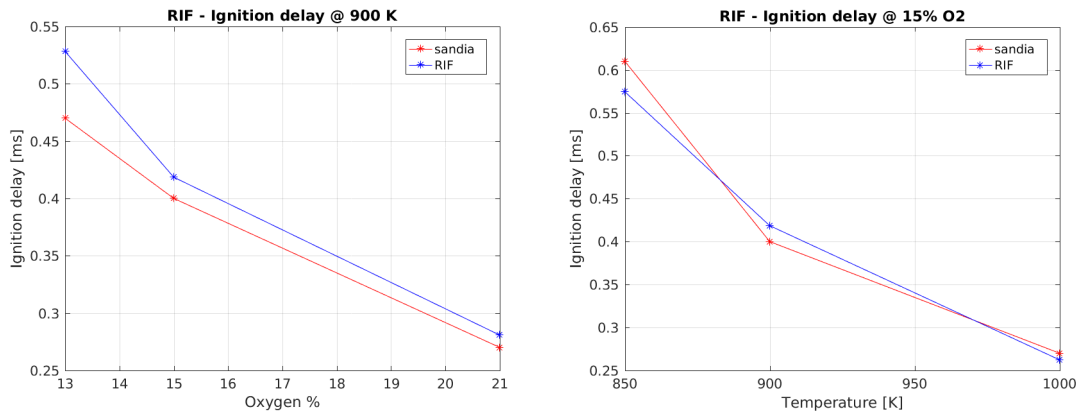 RIF - Ignition delay @ 900 K
0.55
0.5
0.45
0.4
0.35
0.3
0.25
Ignition delay [ms]
13 14 15 16 17 18 19 20 21
Oxygen %
sandia
RIF
RIF - Ignition delay @ 15% O2
0.65
0.6
0.55
0.5
0.45
0.4
0.35
0.3
0.25
Ignition delay [ms]
850 900 950 1000
Temperature [K]
sandia
RIF